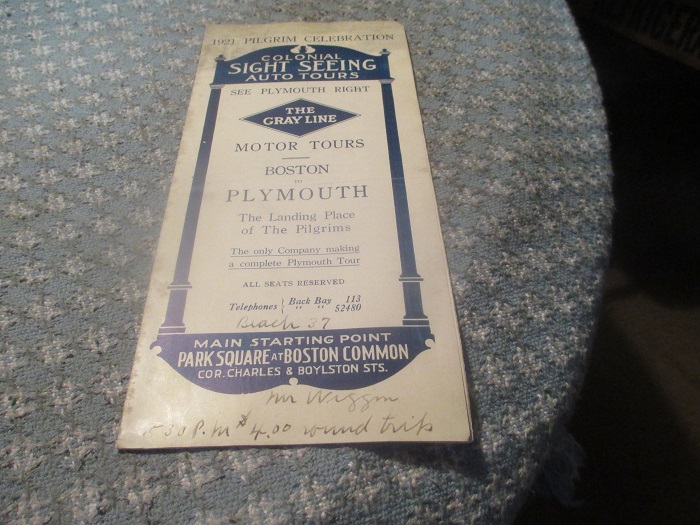 1921 PILGRIM CELEBRATION
COLONIAL
SIGHT SEEING
AUTO TOURS
SEE PLYMOUTH RIGHT
THE
GRAY LINE
MOTOR TOURS
BOSTON
TO
PLYMOUTH
The Landing Place
of The Pilgrims
The only Company making
a complete Plymouth Tour
ALL SEATS RESERVED
Telephones { Back Bay 113
" " 52480
Beach 37
MAIN STARTING POINT
PARK SQUARE AT BOSTON COMMON
COR. CHARLES & BOYLSTON STS.
Mr Wiggin
30 P.M. $4.00 round trip